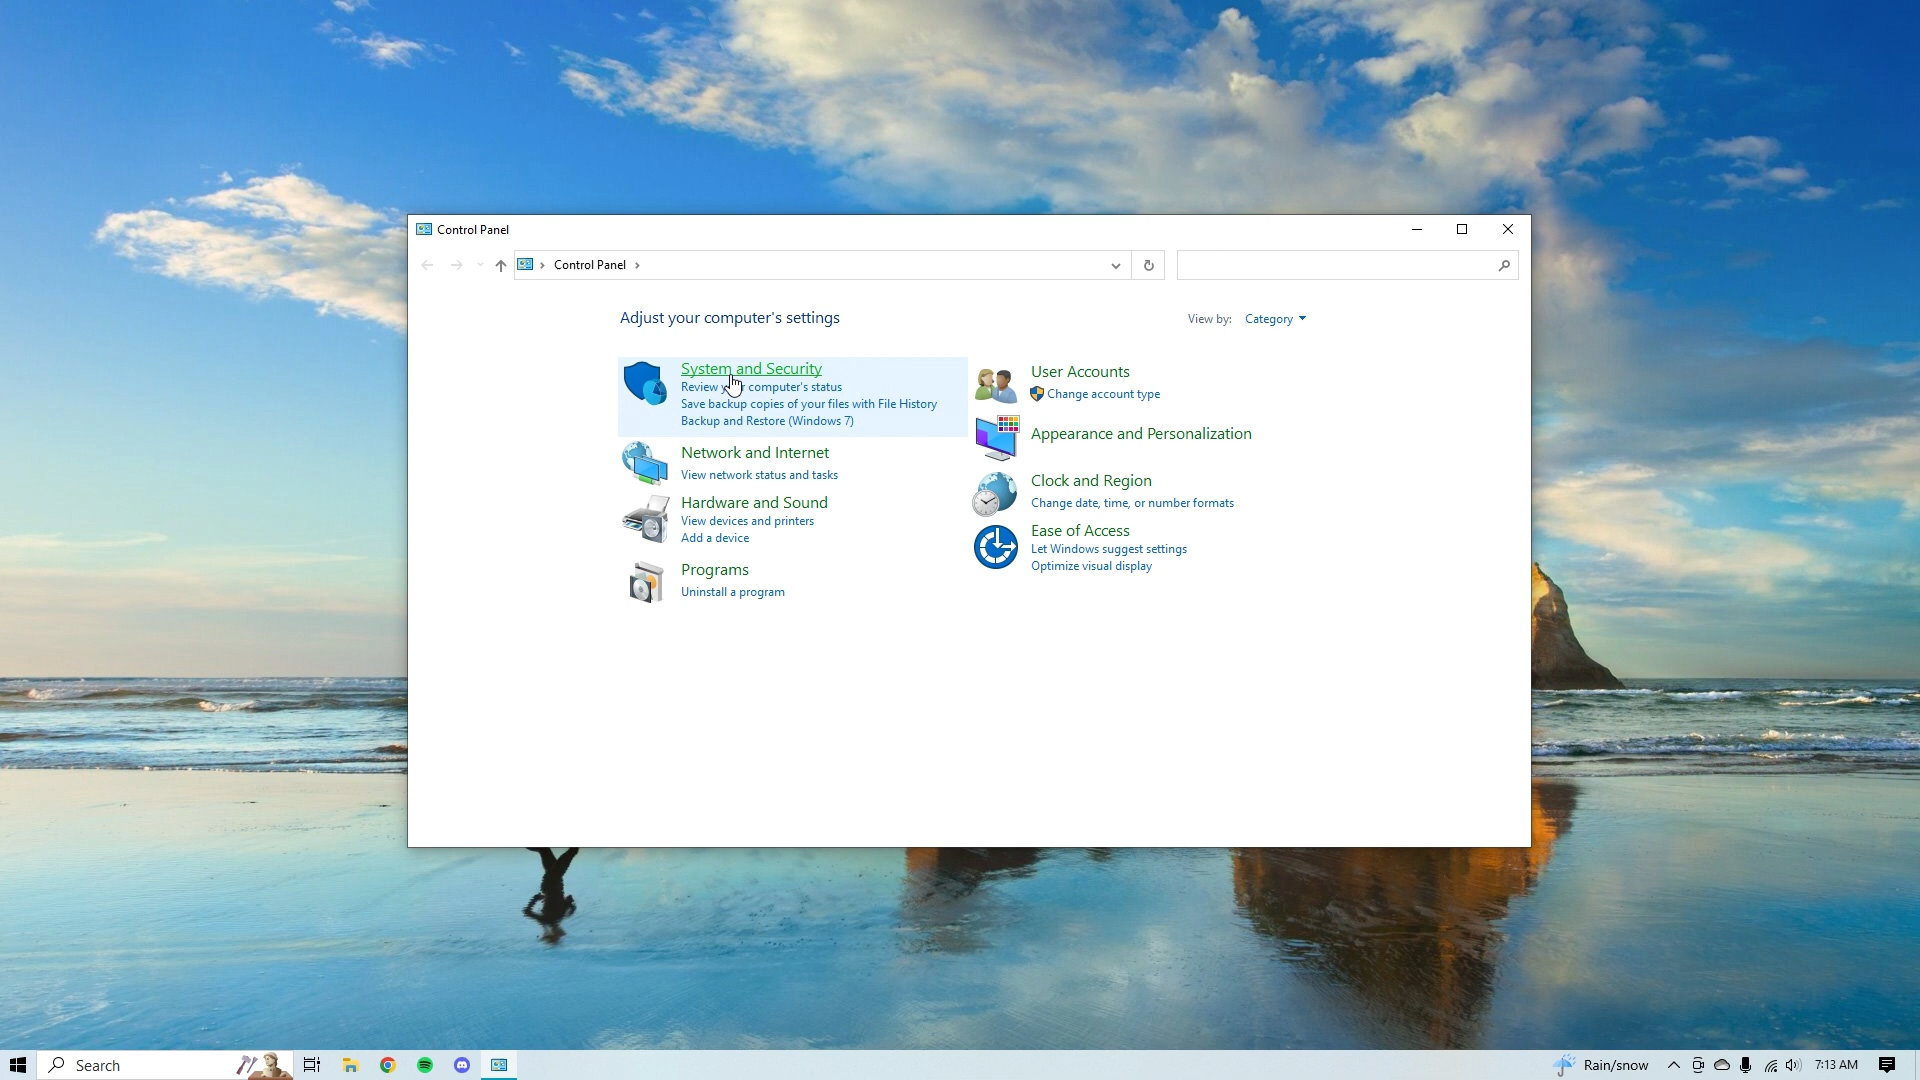 Control Panel
Control Panel
Adjust your computer's settings
View by: Category
System and Security
Review your computer's status
Save backup copies of your files with File History
Backup and Restore (Windows 7)
Network and Internet
View network status and tasks
Hardware and Sound
View devices and printers
Add a device
Programs
Uninstall a program
User Accounts
Change account type
Appearance and Personalization
Clock and Region
Change date, time, or number formats
Ease of Access
Let Windows suggest settings
Optimize visual display
Search
Rain/snow
7:13 AM